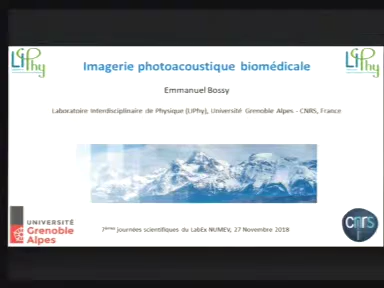 LIPhy
LIPhy
Imagerie photoacoustique biomédicale
Emmanuel Bossy
Laboratoire Interdisciplinaire de Physique (LIPhy), Université Grenoble Alpes - CNRS, France
UNIVERSITÉ
Grenoble
Alpes
7èmes journées scientifiques du LabEx NUMEV, 27 Novembre 2018
cnrs